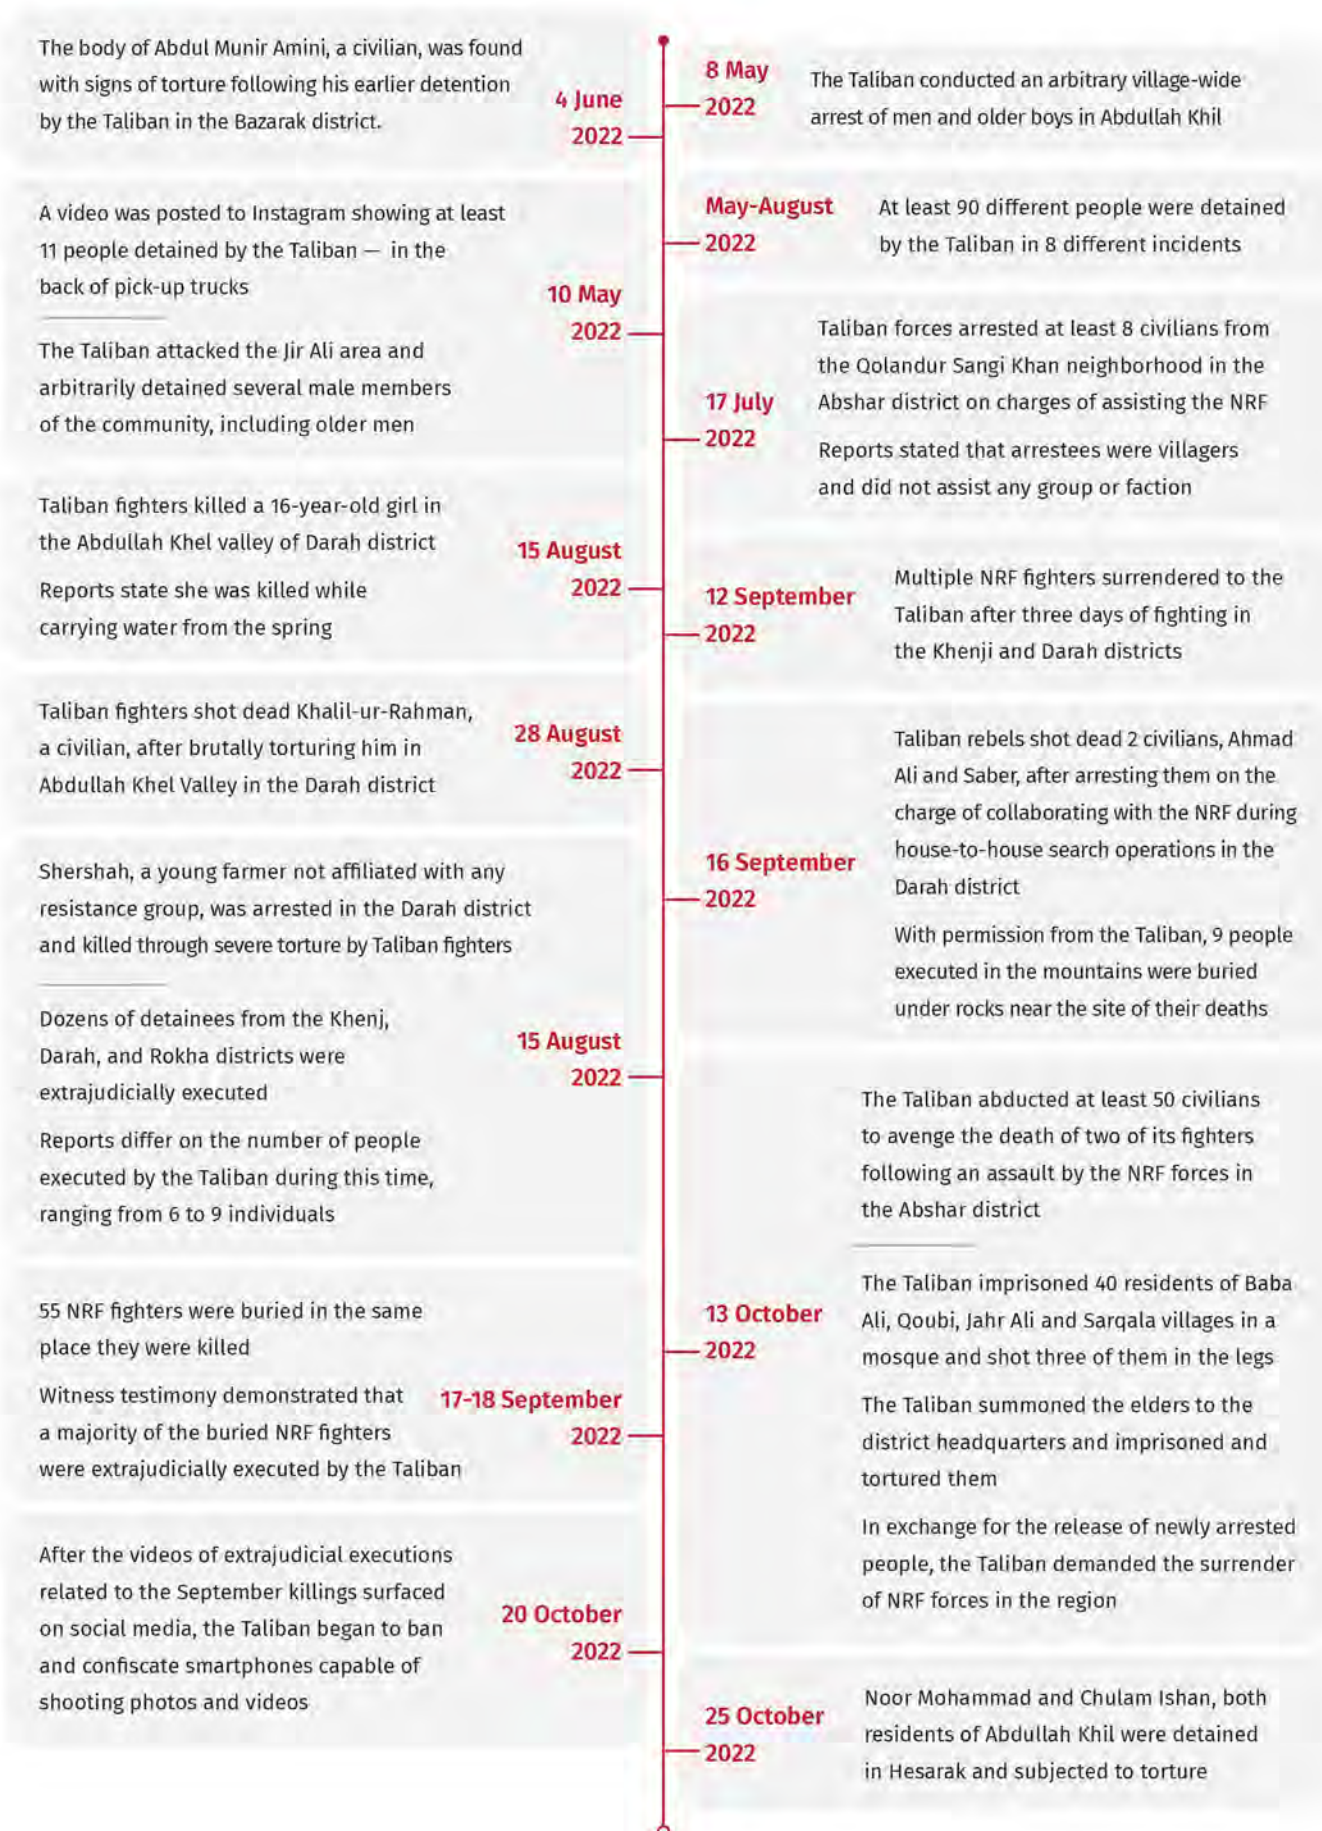 The body of Abdul Munir Amini, a civilian, was found
with signs of torture following his earlier detention
by the Taliban in the Bazarak district.
4 June
2022
8 May
2022
The Taliban conducted an arbitrary village-wide
arrest of men and older boys in Abdullah Khil
A video was posted to Instagram showing at least
11 people detained by the Taliban — in the
back of pick-up trucks
The Taliban attacked the Jir Ali area and
arbitrarily detained several male members
of the community, including older men
10 May
2022
May-August
2022
At least 90 different people were detained
by the Taliban in 8 different incidents
17 July
2022
Taliban forces arrested at least 8 civilians from
the Qolandur Sangi Khan neighborhood in the
Abshar district on charges of assisting the NRF
Reports stated that arrestees were villagers
and did not assist any group or faction
Taliban fighters killed a 16-year-old girl in
the Abdullah Khel valley of Darah district
Reports state she was killed while
carrying water from the spring
15 August
2022
12 September
2022
Multiple NRF fighters surrendered to the
Taliban after three days of fighting in
the Khenji and Darah districts
Taliban fighters shot dead Khalil-ur-Rahman,
a civilian, after brutally torturing him in
Abdullah Khel Valley in the Darah district
28 August
2022
16 September
2022
Taliban rebels shot dead 2 civilians, Ahmad
Ali and Saber, after arresting them on the
charge of collaborating with the NRF during
house-to-house search operations in the
Darah district
With permission from the Taliban, 9 people
executed in the mountains were buried
under rocks near the site of their deaths
Shershah, a young farmer not affiliated with any
resistance group, was arrested in the Darah district
and killed through severe torture by Taliban fighters
Dozens of detainees from the Khenj,
Darah, and Rokha districts were
extrajudicially executed
Reports differ on the number of people
executed by the Taliban during this time,
ranging from 6 to 9 individuals
15 August
2022
13 October
2022
The Taliban abducted at least 50 civilians
to avenge the death of two of its fighters
following an assault by the NRF forces in
the Abshar district
The Taliban imprisoned 40 residents of Baba
Ali, Qoubi, Jahr Ali and Sarqala villages in a
mosque and shot three of them in the legs
The Taliban summoned the elders to the
district headquarters and imprisoned and
tortured them
In exchange for the release of newly arrested
people, the Taliban demanded the surrender
of NRF forces in the region
55 NRF fighters were buried in the same
place they were killed
Witness testimony demonstrated that
a majority of the buried NRF fighters
were extrajudicially executed by the Taliban
17-18 September
2022
After the videos of extrajudicial executions
related to the September killings surfaced
on social media, the Taliban began to ban
and confiscate smartphones capable of
shooting photos and videos
20 October
2022
25 October
2022
Noor Mohammad and Chulam Ishan, both
residents of Abdullah Khil were detained
in Hesarak and subjected to torture